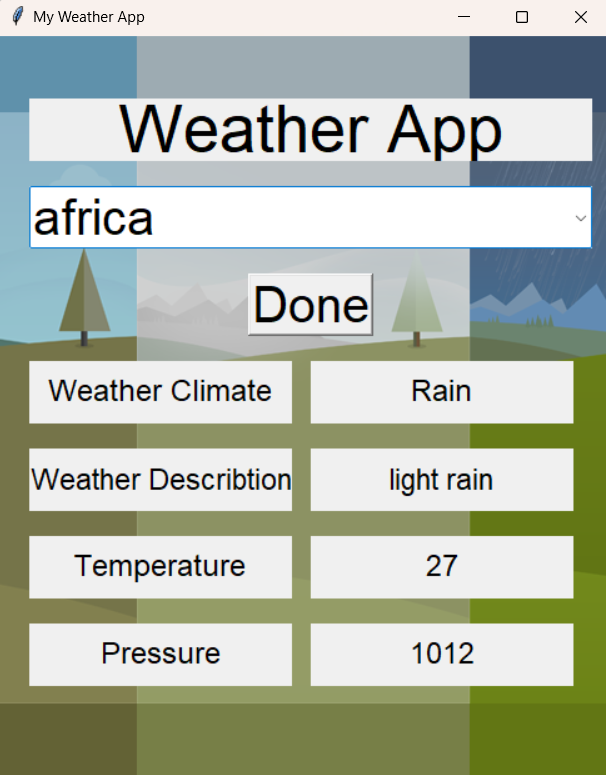 My Weather App
Weather App
africa
Done
Weather Climate Rain
Weather Describtion light rain
Temperature 27
Pressure 1012